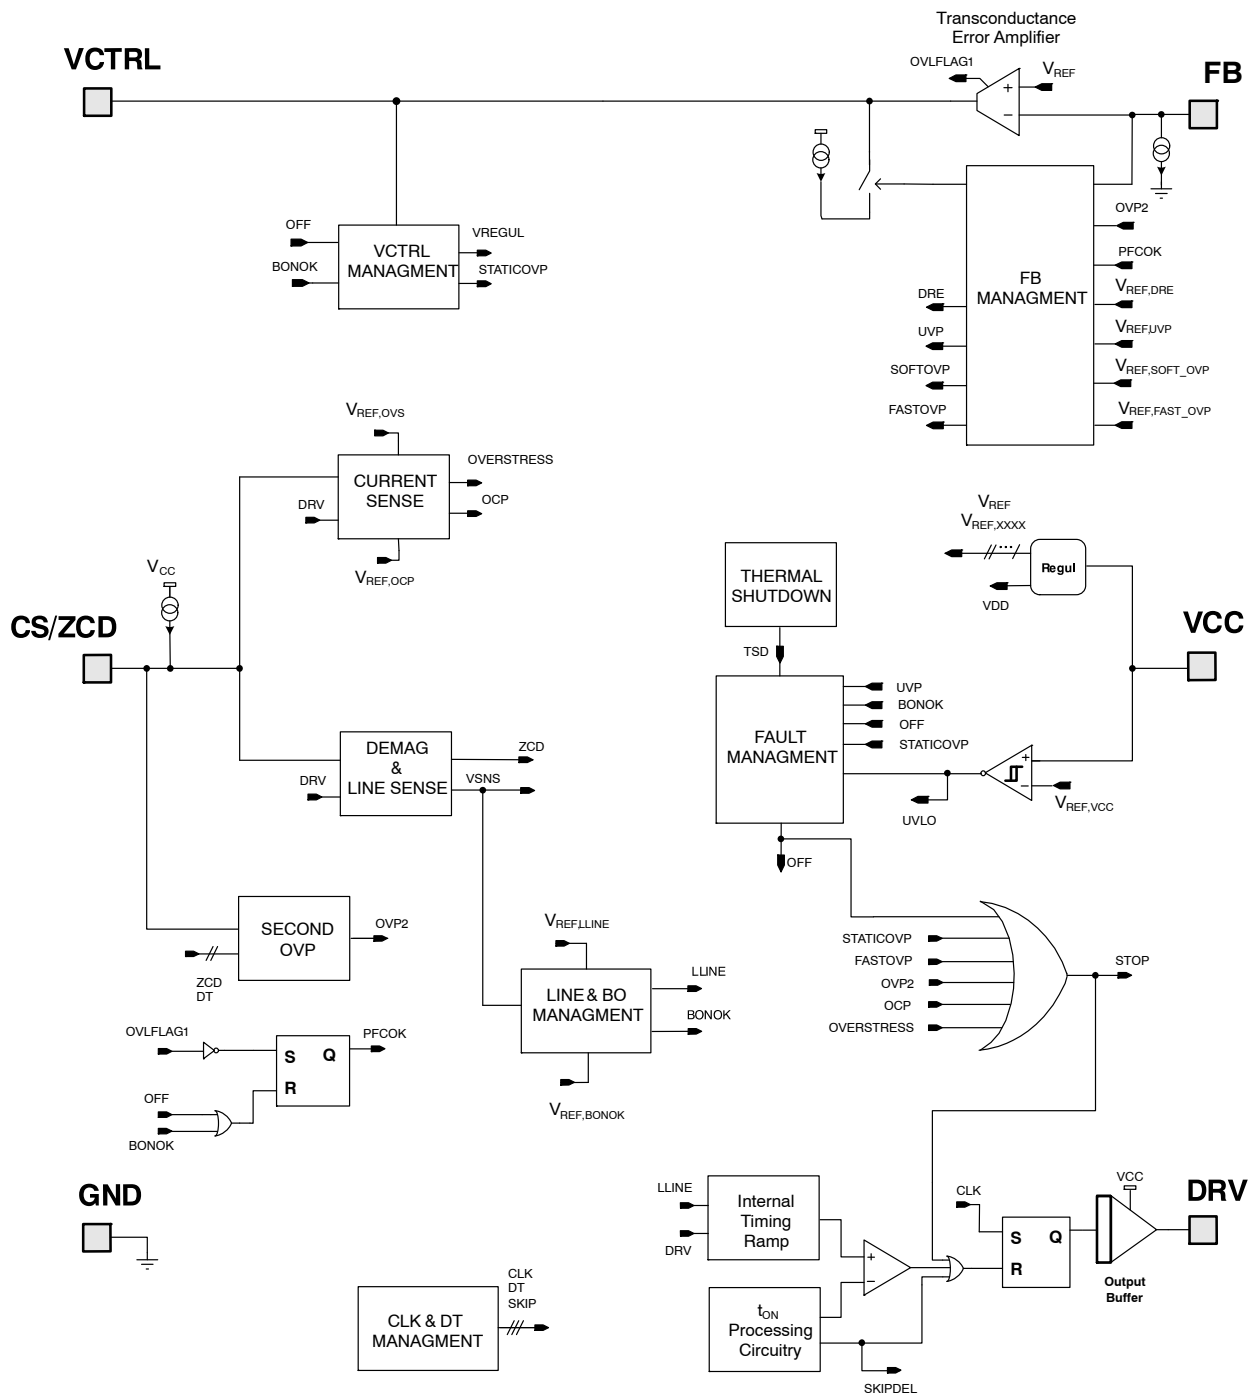 Transconductance
Error Amplifier
VCTRL
OVLFLAG1
VREF
FB
+
−
OFF
BONOK
VCTRL
MANAGMENT
VREGUL
STATICOVP
FB
MANAGMENT
OVP2
PFCOK
VREF,DRE
VREF,UVP
VREF,SOFT_OVP
VREF,FAST_OVP
DRE
UVP
SOFTOVP
FASTOVP
VREF,OVS
CURRENT
SENSE
OVERSTRESS
OCP
DRV
VREF,OCP
VCC
CS/ZCD
VREF
VREF,XXXX
...
Regul
VDD
VCC
THERMAL
SHUTDOWN
TSD
FAULT
MANAGMENT
UVP
BONOK
OFF
STATICOVP
+
−
VREF,VCC
UVLO
OFF
DEMAG
&
LINE SENSE
ZCD
VSNS
DRV
SECOND
OVP
OVP2
ZCD
DT
VREF,LLINE
LINE & BO
MANAGMENT
LLINE
BONOK
VREF,BONOK
STATICOVP
FASTOVP
OVP2
OCP
OVERSTRESS
STOP
OVLFLAG1
S Q
R
PFCOK
OFF
BONOK
GND
CLK & DT
MANAGMENT
CLK
DT
SKIP
LLINE
DRV
Internal
Timing
Ramp
+
−
tON
Processing
Circuitry
SKIPDEL
CLK
S Q
R
VCC
Output
Buffer
DRV